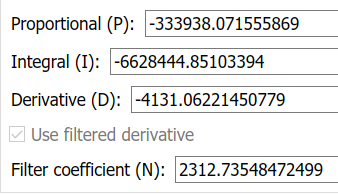 Proportional (P): -333938.071555869
Integral (I): -6628444.85103394
Derivative (D): -4131.06221450779
Use filtered derivative
Filter coefficient (N): 2312.73548472499